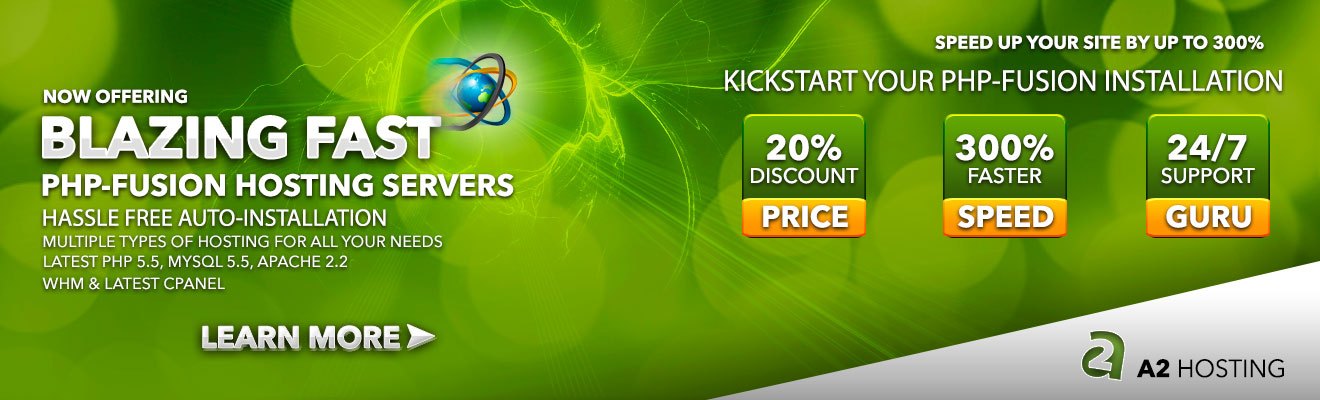 NOW OFFERING
BLAZING FAST
PHP-FUSION HOSTING SERVERS
HASSLE FREE AUTO-INSTALLATION
MULTIPLE TYPES OF HOSTING FOR ALL YOUR NEEDS
LATEST PHP 5.5, MYSQL 5.5, APACHE 2.2
WHM & LATEST CPANEL
LEARN MORE
SPEED UP YOUR SITE BY UP TO 300%
KICKSTART YOUR PHP-FUSION INSTALLATION
20%
DISCOUNT
PRICE
300%
FASTER
SPEED
24/7
SUPPORT
GURU
A2 HOSTING